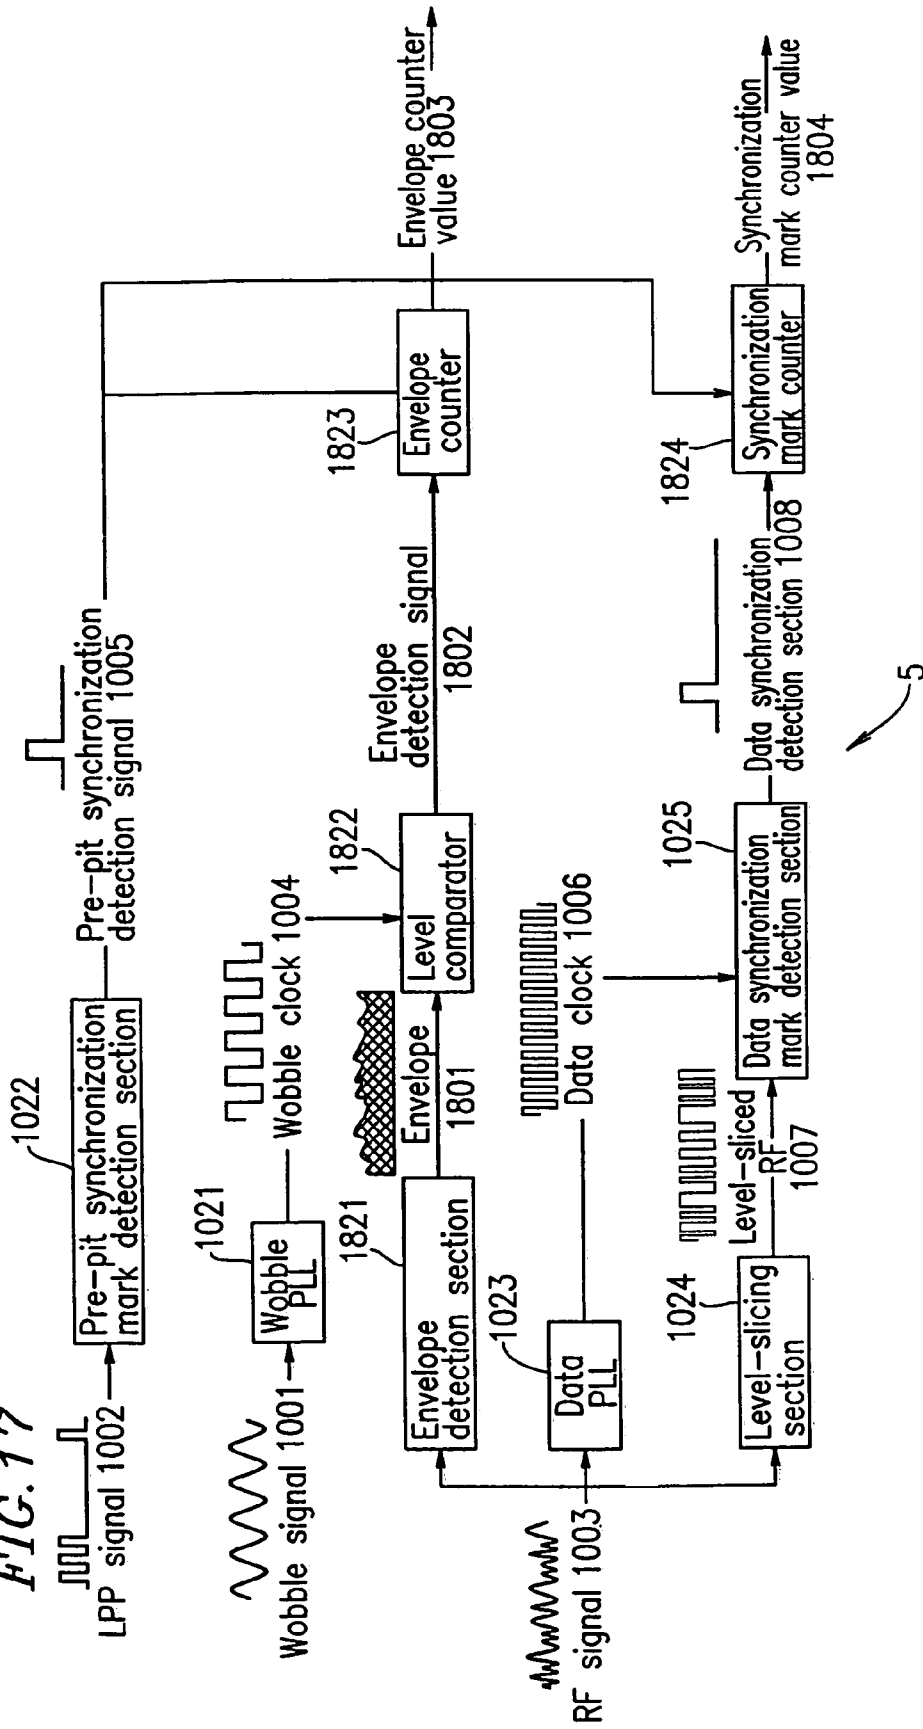 FIG. 17
LPP signal 1002
1022
Pre-pit synchronization
mark detection section
Pre-pit synchronization
detection signal 1005
Wobble signal 1001
1021
Wobble
PLL
Wobble clock 1004
1821
Envelope
detection section
Envelope
1801
1822
Level
comparator
Envelope
detection signal
1802
1823
Envelope
counter
Envelope counter
value 1803
RF signal 1003
1023
Data
PLL
Data clock 1006
1024
Level-slicing
section
Level-sliced
RF
1007
1025
Data synchronization
mark detection section
Data synchronization
detection section 1008
1824
Synchronization
mark counter
Synchronization
mark counter value
1804
5